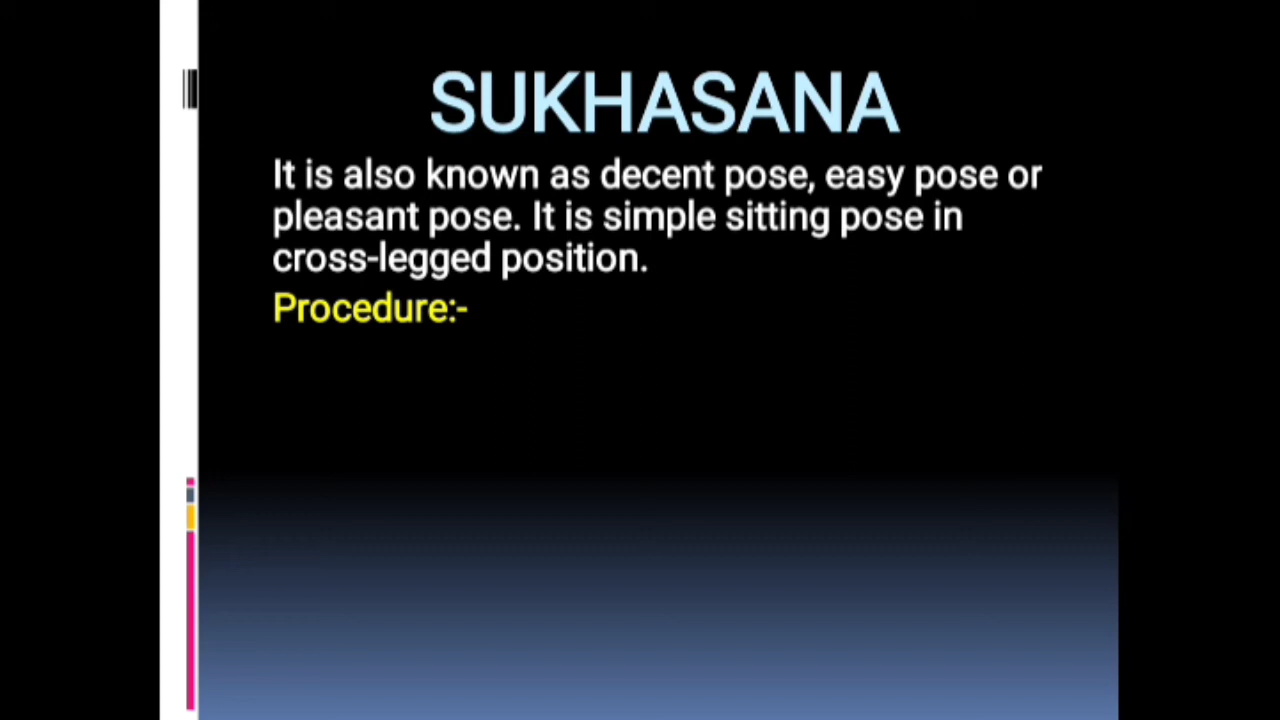 SUKHASANA
It is also known as decent pose, easy pose or
pleasant pose. It is simple sitting pose in
cross-legged position.
Procedure:-